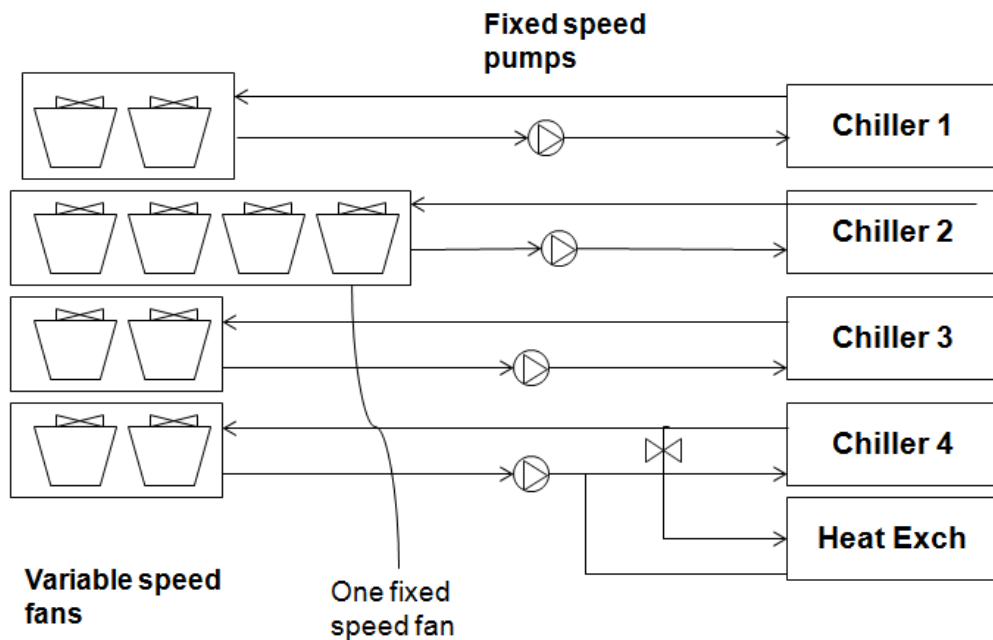 Fixed speed
pumps
Chiller 1
Chiller 2
Chiller 3
Chiller 4
Heat Exch
Variable speed
fans
One fixed
speed fan